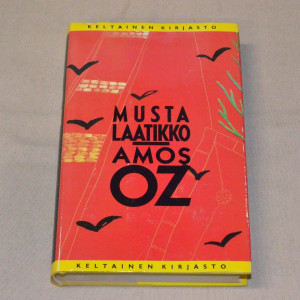 KELTAINEN KIRJASTO
MUSTA
LAATIKKO
AMOS
OZ
KELTAINEN KIRJASTO